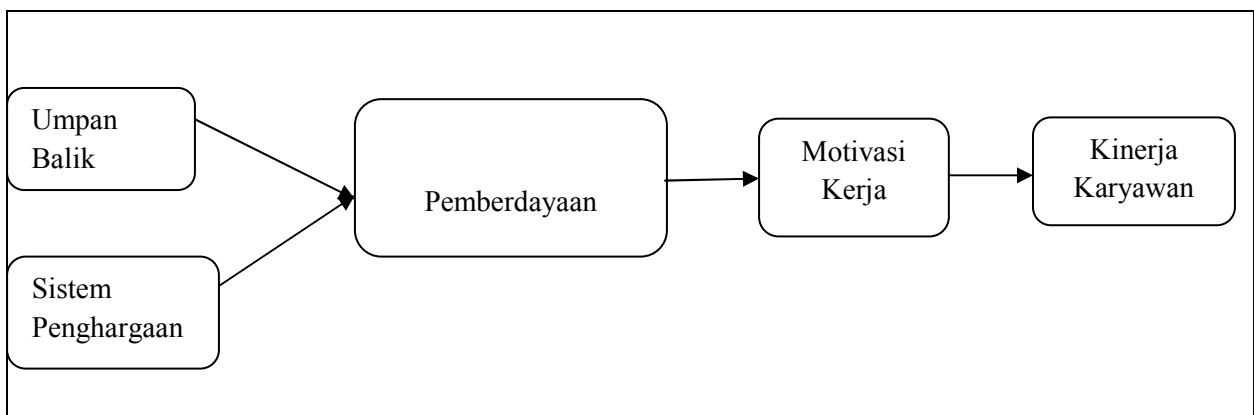 Umpan
Balik
Sistem
Penghargaan
Pemberdayaan
Motivasi
Kerja
Kinerja
Karyawan